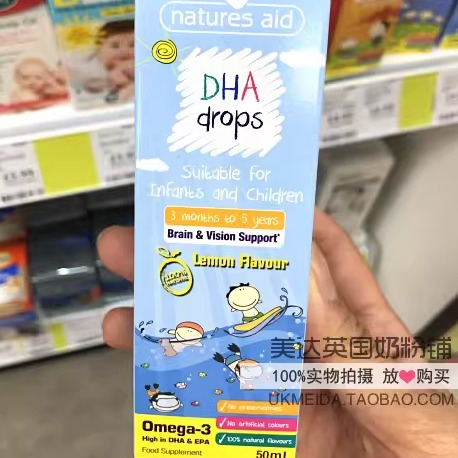 natures aid
DHA
drops
Suitable for
Infants and Children
3 months to 5 years
Brain & Vision Support*
Lemon Flavour
100%
Omega-3
High in DHA & EPA
Food Supplement
No preservatives
No artificial colours
100% natural flavours
50ml
美达英国奶粉铺
100%实物拍摄 放❤购买
UKMEIDA.TAOBAO.COM